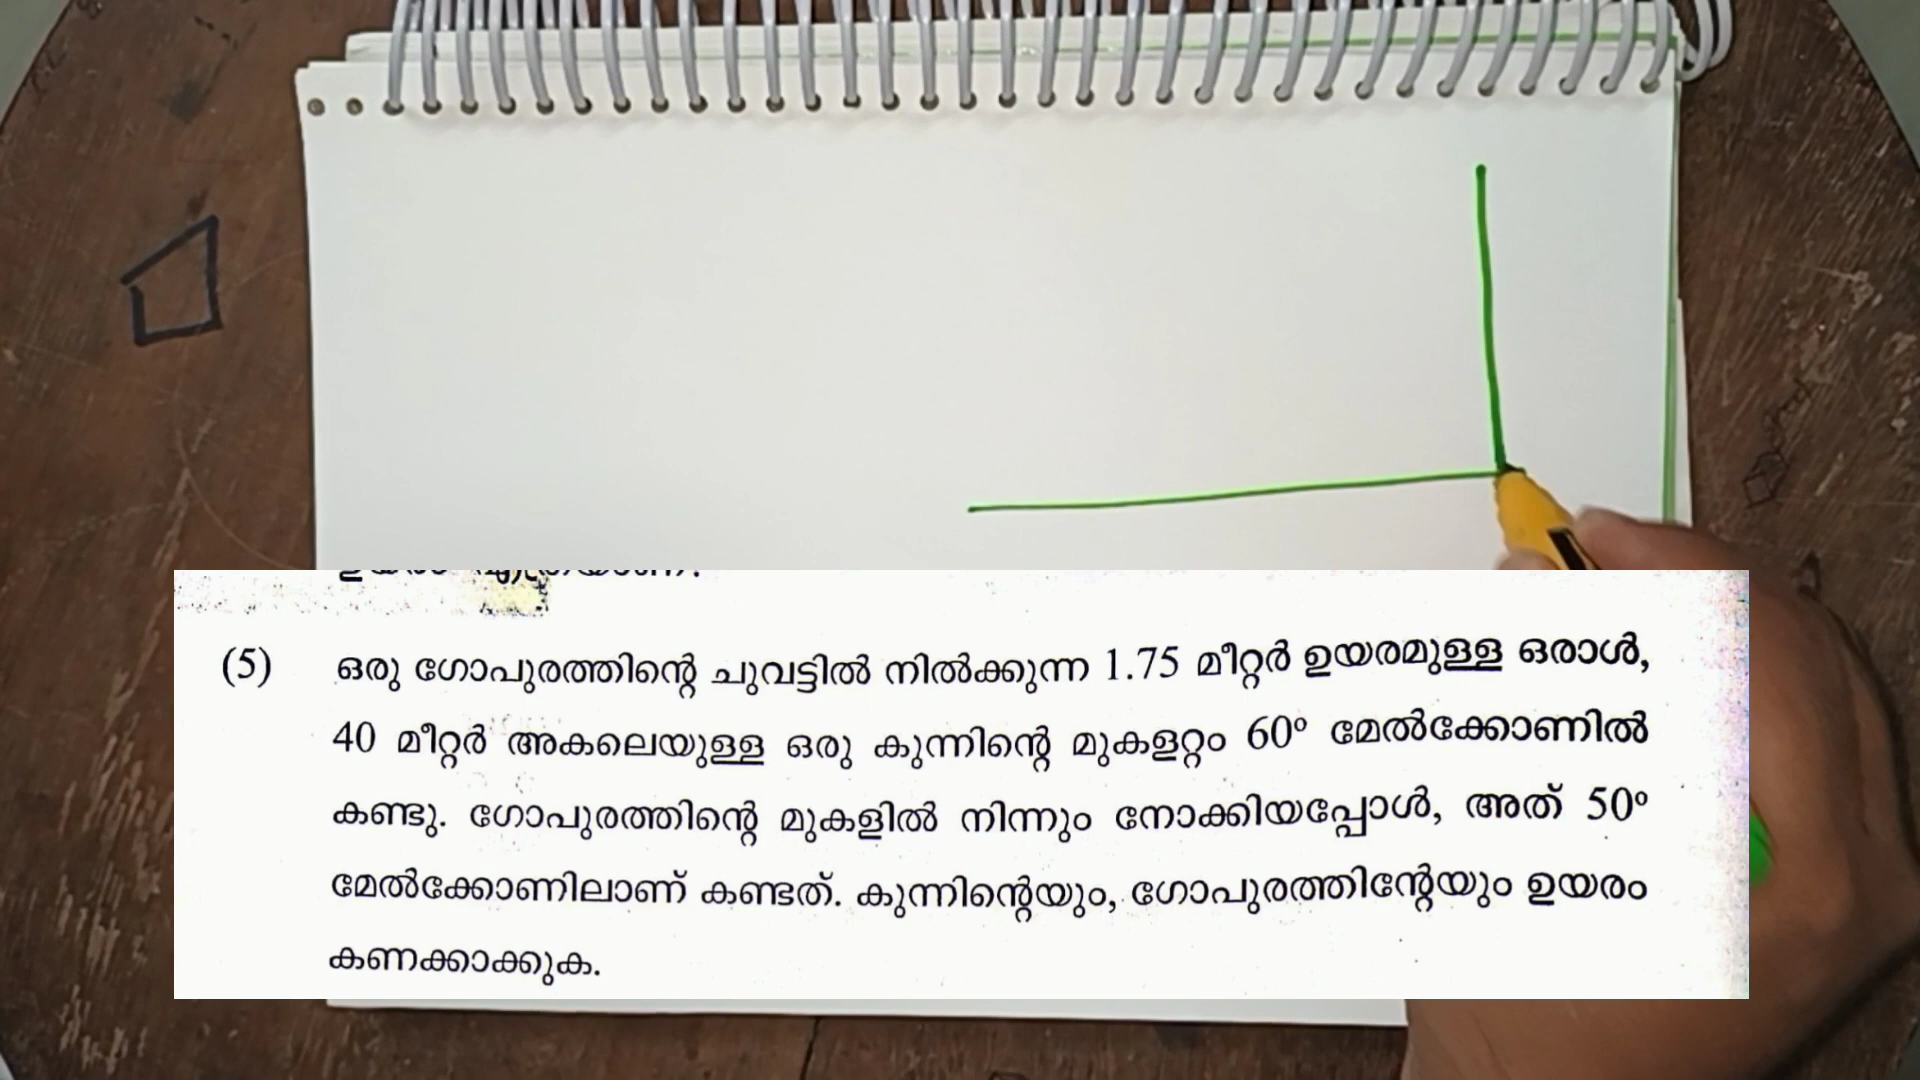 (5) ഒരു ഗോപുരത്തിന്റെ ചുവട്ടിൽ നിൽക്കുന്ന 1.75 മീറ്റർ ഉയരമുള്ള ഒരാൾ,
40 മീറ്റർ അകലെയുള്ള ഒരു കുന്നിന്റെ മുകളറ്റം 60° മേൽക്കോണിൽ
കണ്ടു. ഗോപുരത്തിന്റെ മുകളിൽ നിന്നും നോക്കിയപ്പോൾ, അത് 50°
മേൽക്കോണിലാണ് കണ്ടത്. കുന്നിന്റെയും, ഗോപുരത്തിന്റേയും ഉയരം
കണക്കാക്കുക.